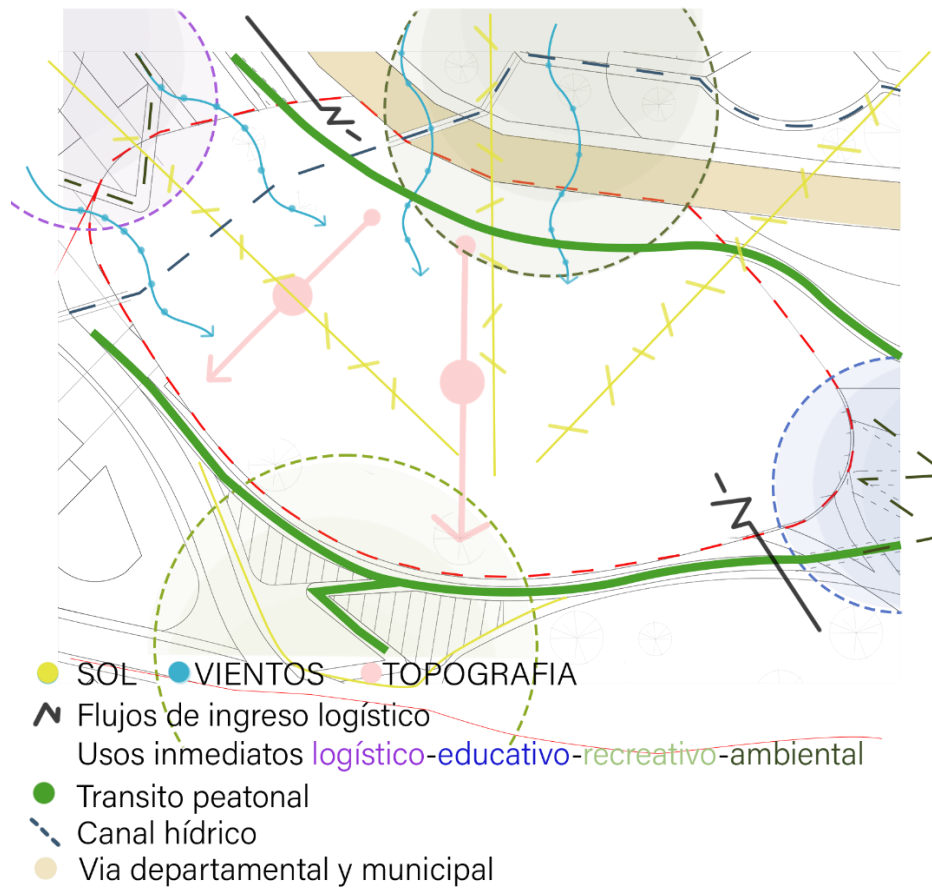 SOL VIENTOS TOPOGRAFIA
Flujos de ingreso logístico
Usos inmediatos logístico-educativo-recreativo-ambiental
Transito peatonal
Canal hídrico
Via departamental y municipal